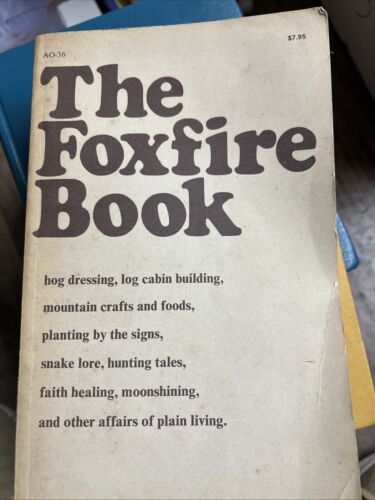 AO-36
$7.95
The
Foxfire
Book
hog dressing, log cabin building,
mountain crafts and foods,
planting by the signs,
snake lore, hunting tales,
faith healing, moonshining,
and other affairs of plain living.